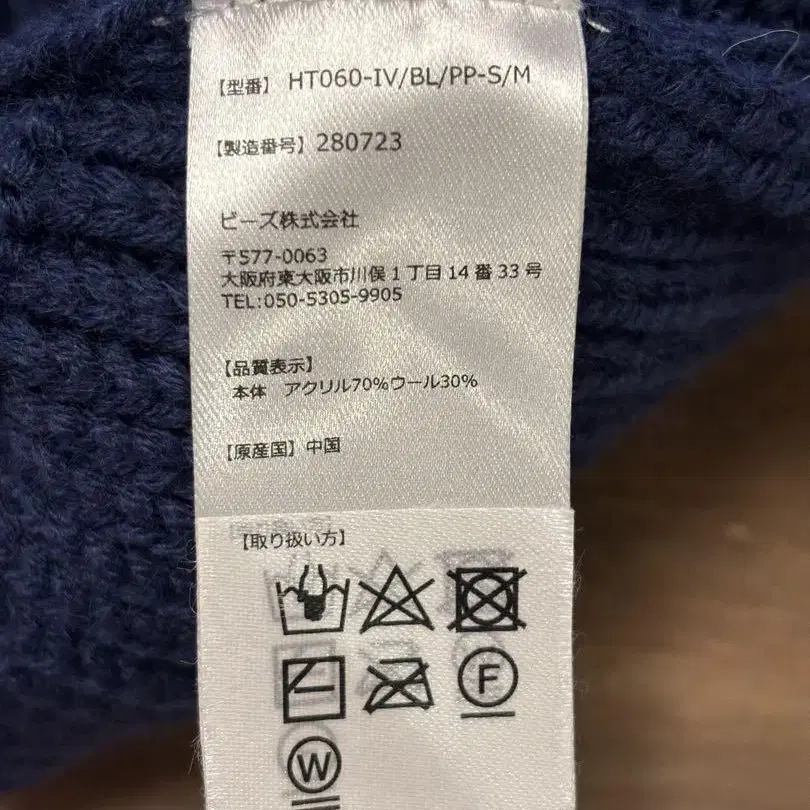 【型番】 HT060-IV/BL/PP-S/M
【製造番号】280723
ビーズ株式会社
〒577-0063
大阪府東大阪市川俣1丁目14番33号
TEL:050-5305-9905
【品質表示】
本体 アクリル70%ウール30%
【原産国】中国
【取り扱い方】
F
W